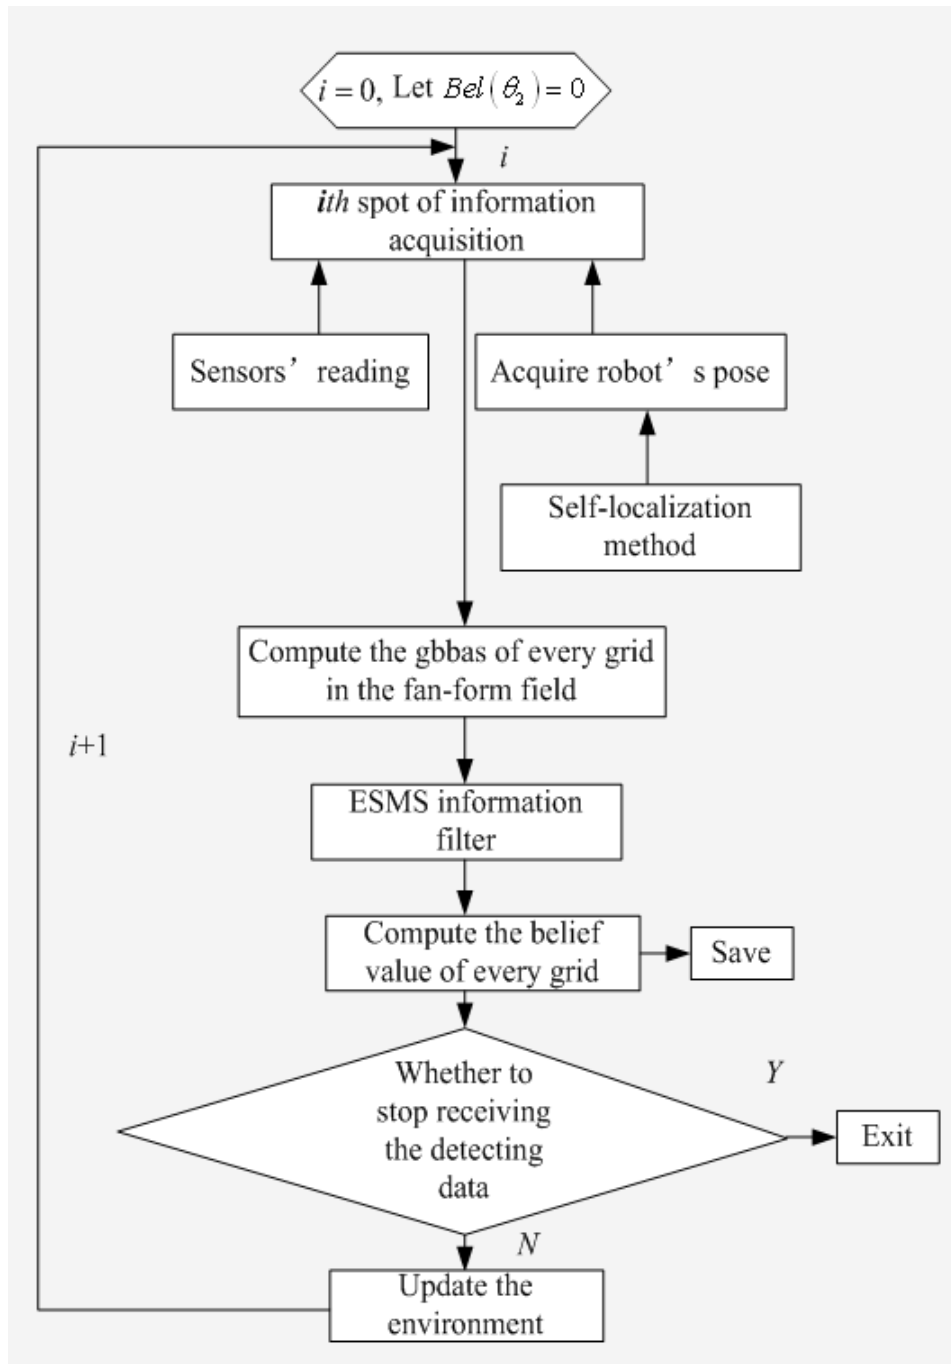 i = 0, Let Bel(θ₂) = 0
i
ith spot of information
acquisition
Sensors’ reading
Acquire robot’ s pose
Self-localization
method
Compute the gbbas of every grid
in the fan-form field
i+1
ESMS information
filter
Compute the belief
value of every grid
Save
Whether to
stop receiving
the detecting
data
Y
Exit
N
Update the
environment